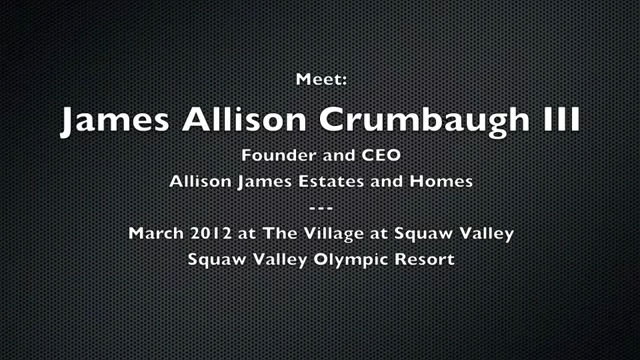 Meet:
James Allison Crumbaugh III
Founder and CEO
Allison James Estates and Homes
---
March 2012 at The Village at Squaw Valley
Squaw Valley Olympic Resort